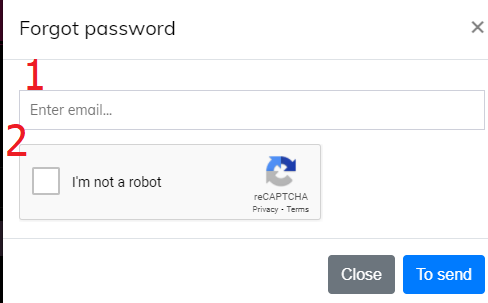 Forgot password ×
1
Enter email...
2
I'm not a robot
reCAPTCHA
Privacy - Terms
Close To send